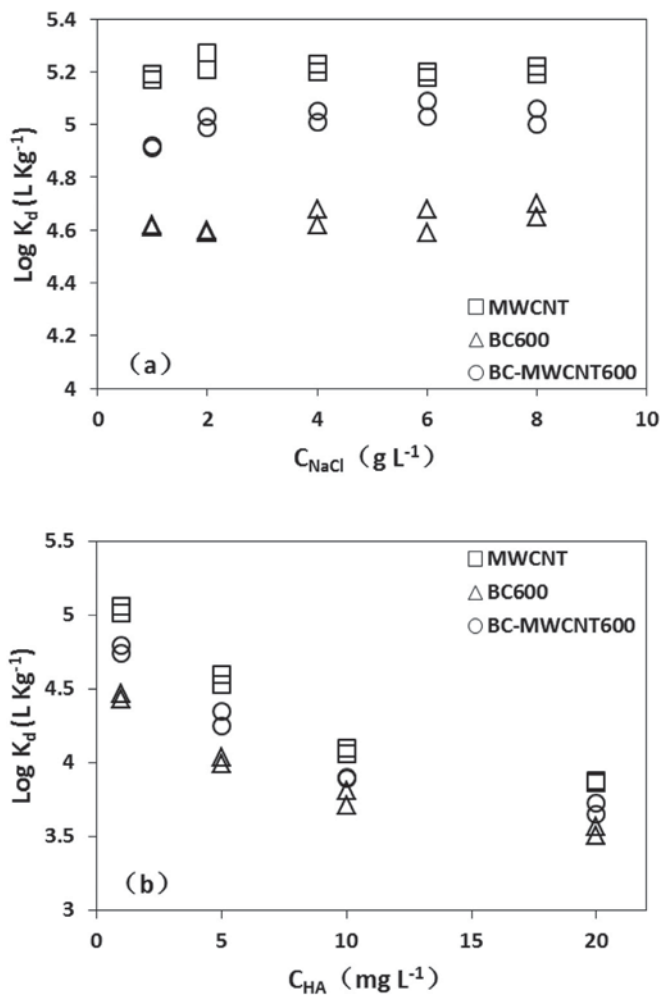 5.4
5.2
5
4.8
4.6
4.4
4.2
4
Log K_d (L Kg⁻¹)
MWCNT
BC600
BC-MWCNT600
（a）
0 2 4 6 8 10
C_NaCl （g L⁻¹）
5.5
5
4.5
4
3.5
3
Log K_d (L Kg⁻¹)
MWCNT
BC600
BC-MWCNT600
（b）
0 5 10 15 20
C_HA （mg L⁻¹）